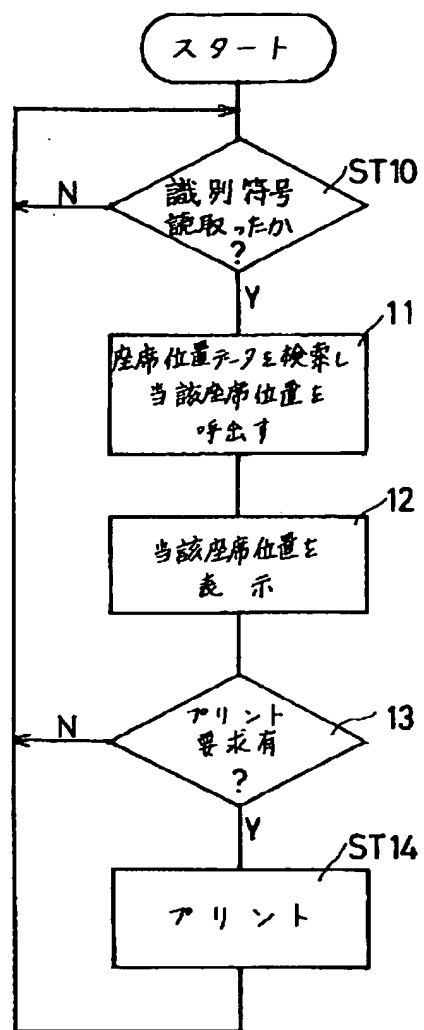 スタート
ST10
N
識別符号
読取ったか
?
Y
11
座席位置データを検索し
当該座席位置を
呼出す
12
当該座席位置を
表示
13
N
プリント
要求有
?
Y
ST14
プリント